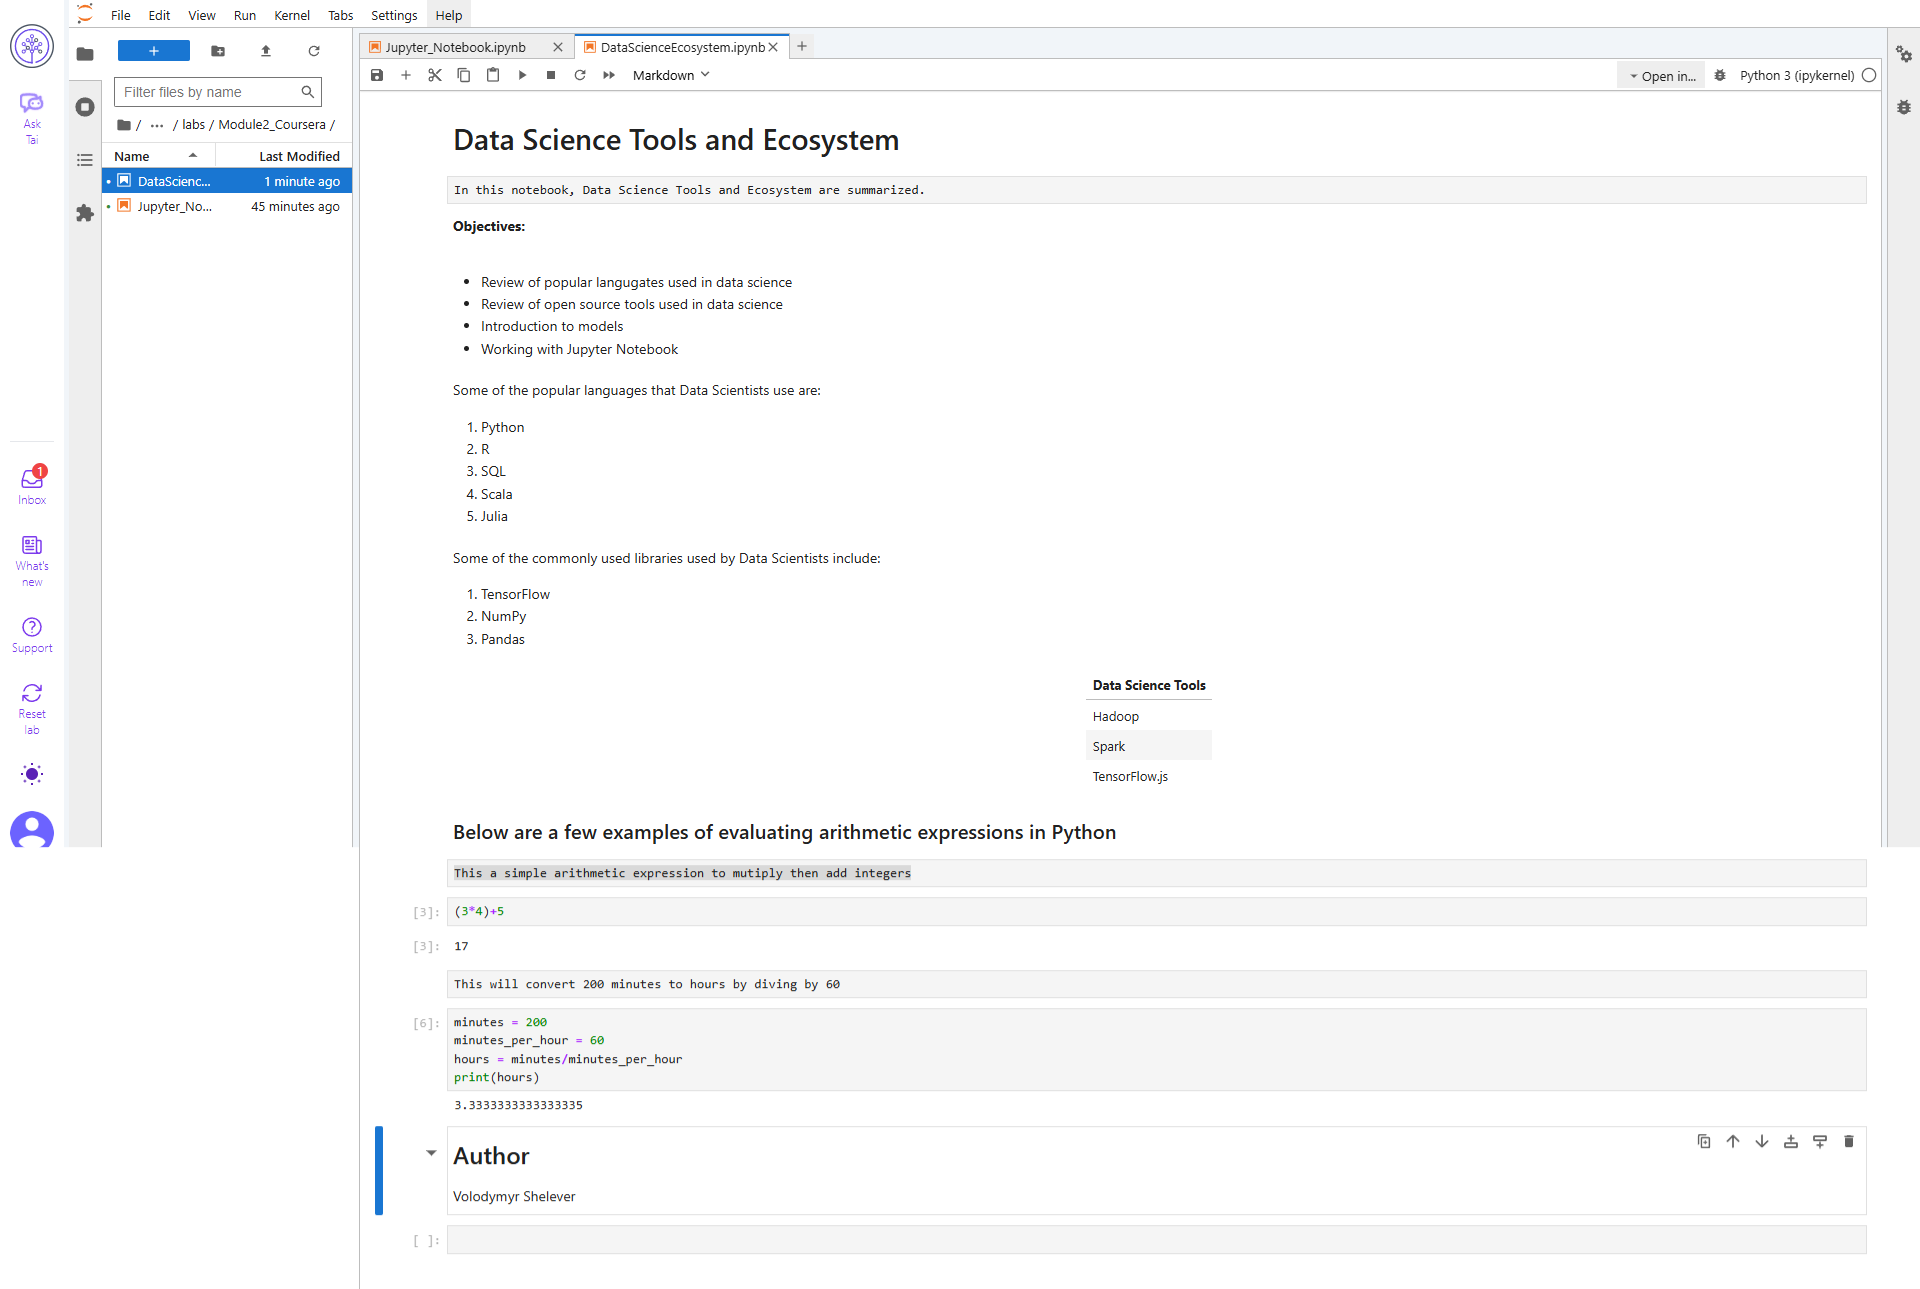 File Edit View Run Kernel Tabs Settings Help
Ask
Tai
Inbox
1
What's
new
Support
Reset
lab
+
Filter files by name
/ ··· / labs / Module2_Coursera /
Name Last Modified
DataScienc... 1 minute ago
Jupyter_No... 45 minutes ago
Jupyter_Notebook.ipynb
DataScienceEcosystem.ipynb
Markdown
Open in...
Python 3 (ipykernel)
Data Science Tools and Ecosystem
In this notebook, Data Science Tools and Ecosystem are summarized.
Objectives:
• Review of popular langugates used in data science
• Review of open source tools used in data science
• Introduction to models
• Working with Jupyter Notebook
Some of the popular languages that Data Scientists use are:
1. Python
2. R
3. SQL
4. Scala
5. Julia
Some of the commonly used libraries used by Data Scientists include:
1. TensorFlow
2. NumPy
3. Pandas
Data Science Tools
Hadoop
Spark
TensorFlow.js
Below are a few examples of evaluating arithmetic expressions in Python
This a simple arithmetic expression to mutiply then add integers
[3]: (3*4)+5
[3]: 17
This will convert 200 minutes to hours by diving by 60
[6]: minutes = 200
minutes_per_hour = 60
hours = minutes/minutes_per_hour
print(hours)
3.3333333333333335
Author
Volodymyr Shelever
[ ]: